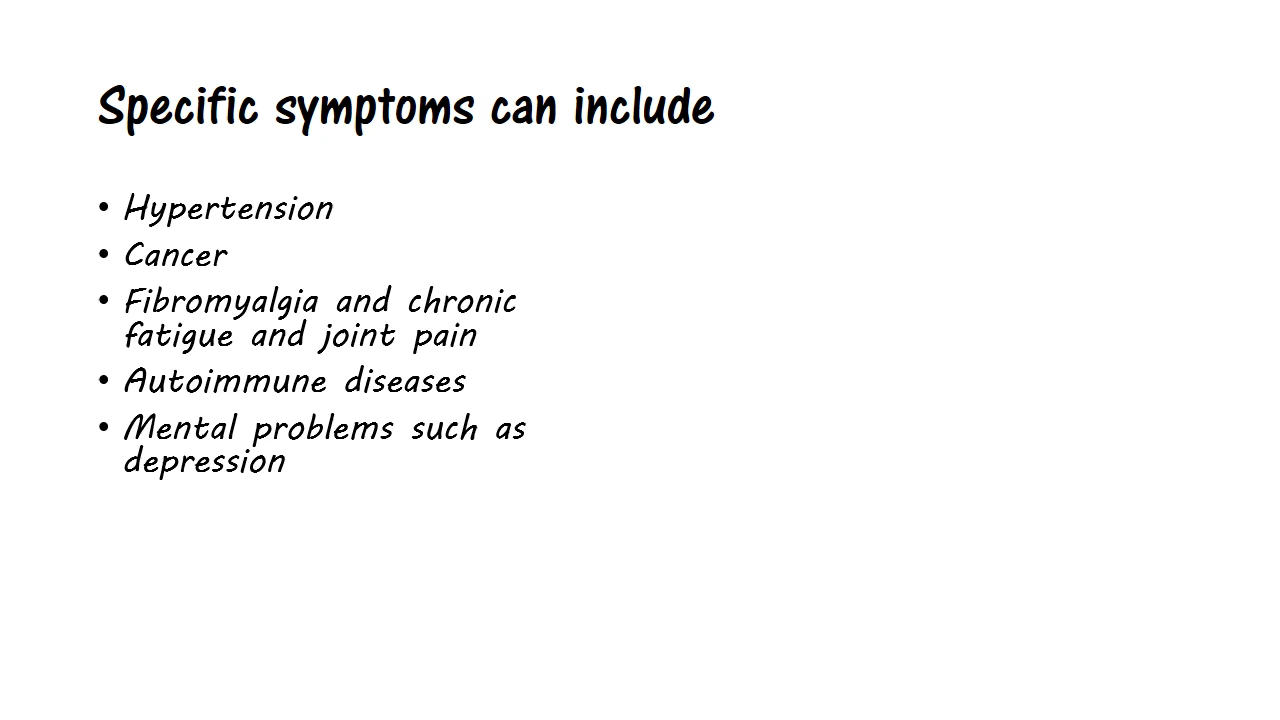 Specific symptoms can include
• Hypertension
• Cancer
• Fibromyalgia and chronic
fatigue and joint pain
• Autoimmune diseases
• Mental problems such as
depression